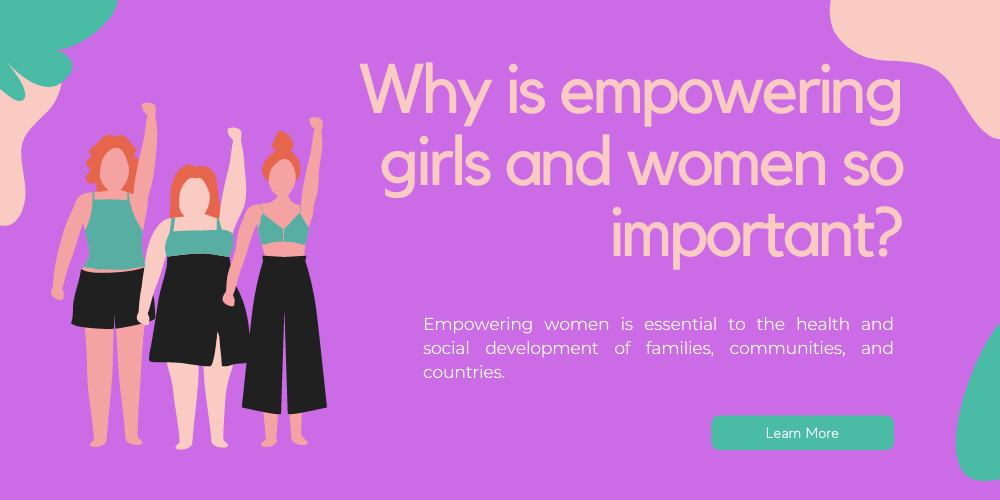 Why is empowering
girls and women so
important?
Empowering women is essential to the health and
social development of families, communities, and
countries.
Learn More